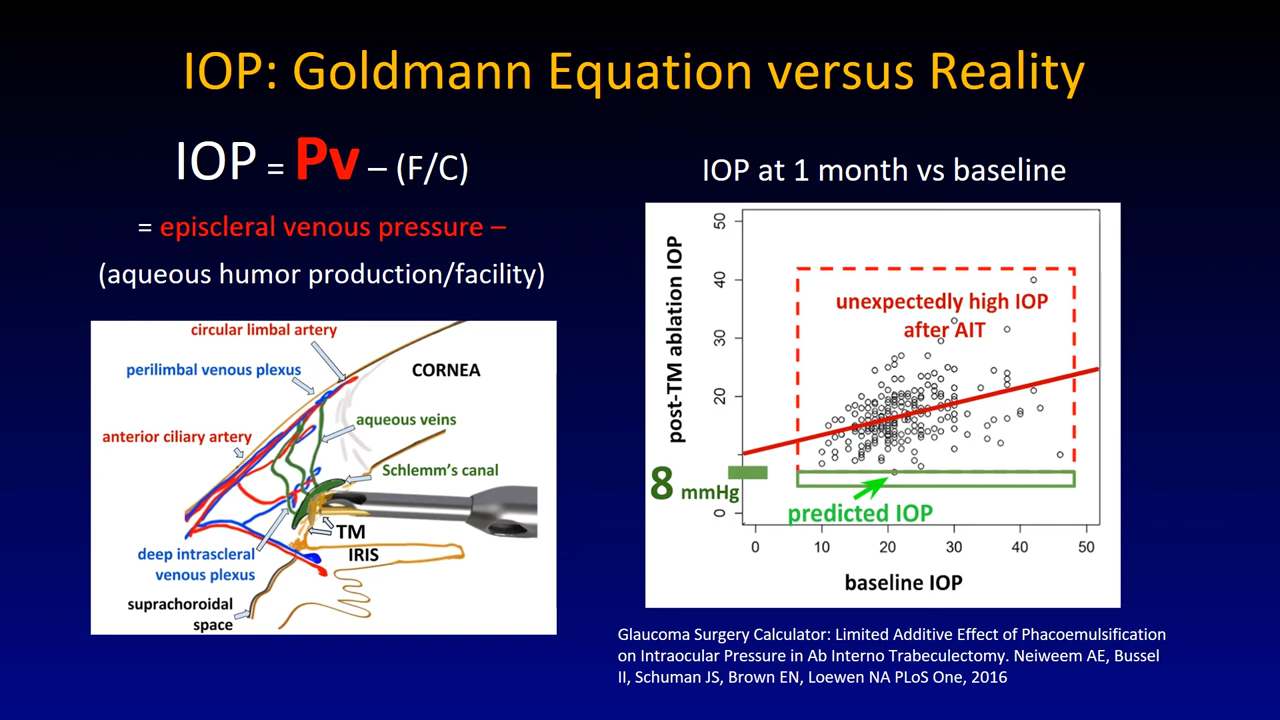 IOP: Goldmann Equation versus Reality
IOP = Pv – (F/C)
= episcleral venous pressure –
(aqueous humor production/facility)
circular limbal artery
perilimbal venous plexus
CORNEA
anterior ciliary artery
aqueous veins
Schlemm's canal
TM
IRIS
deep intrascleral
venous plexus
suprachoroidal
space
IOP at 1 month vs baseline
post-TM ablation IOP
50
40
30
20
0
unexpectedly high IOP
after AIT
8 mmHg
predicted IOP
0 10 20 30 40 50
baseline IOP
Glaucoma Surgery Calculator: Limited Additive Effect of Phacoemulsification
on Intraocular Pressure in Ab Interno Trabeculectomy. Neiweem AE, Bussel
II, Schuman JS, Brown EN, Loewen NA PLoS One, 2016